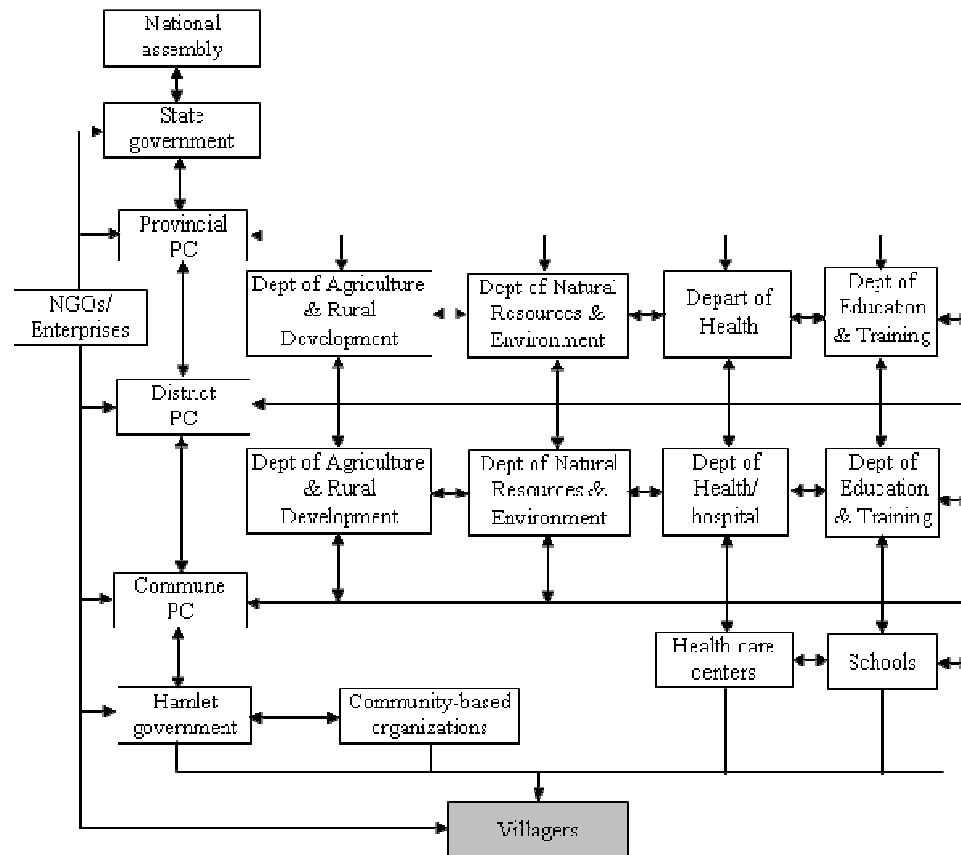 National
assembly
State
government
Provincial
PC
NGOs/
Enterprises
Dept of Agriculture
& Rural
Development
Dept of Natural
Resources &
Environment
Depart of
Health
Dept of
Education
& Training
District
PC
Dept of Agriculture
& Rural
Development
Dept of Natural
Resources &
Environment
Dept of
Health/
hospital
Dept of
Education
& Training
Commune
PC
Health care
centers
Schools
Hamlet
government
Community-based
organizations
Villagers